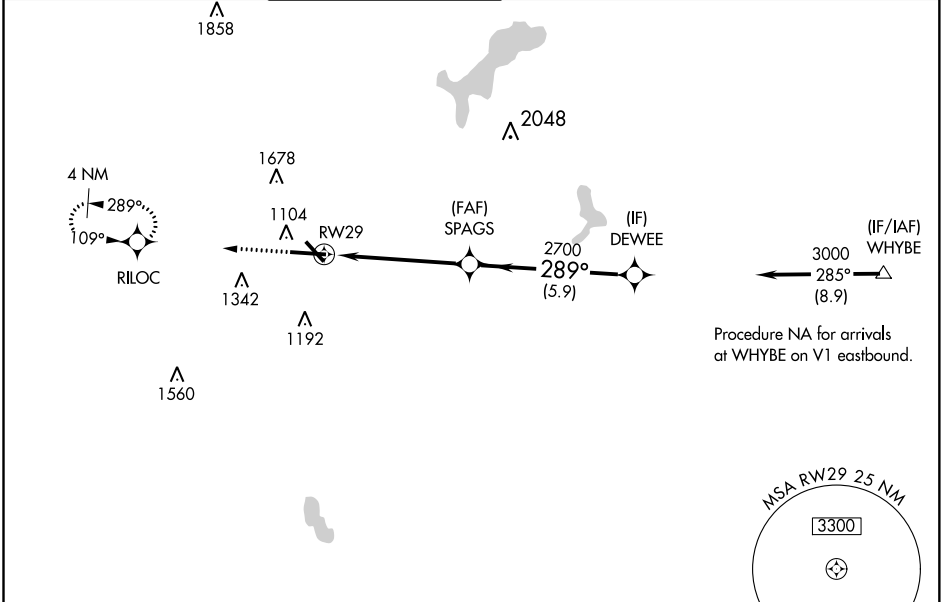 1858
2048
1678
4 NM
289°
109°
RILOC
1104
RW29
1342
1192
1560
(FAF)
SPAGS
2700
289°
(5.9)
(IF)
DEWEE
(IF/IAF)
WHYBE
3000
285°
(8.9)
Procedure NA for arrivals
at WHYBE on V1 eastbound.
MSA RW29 25 NM
3300